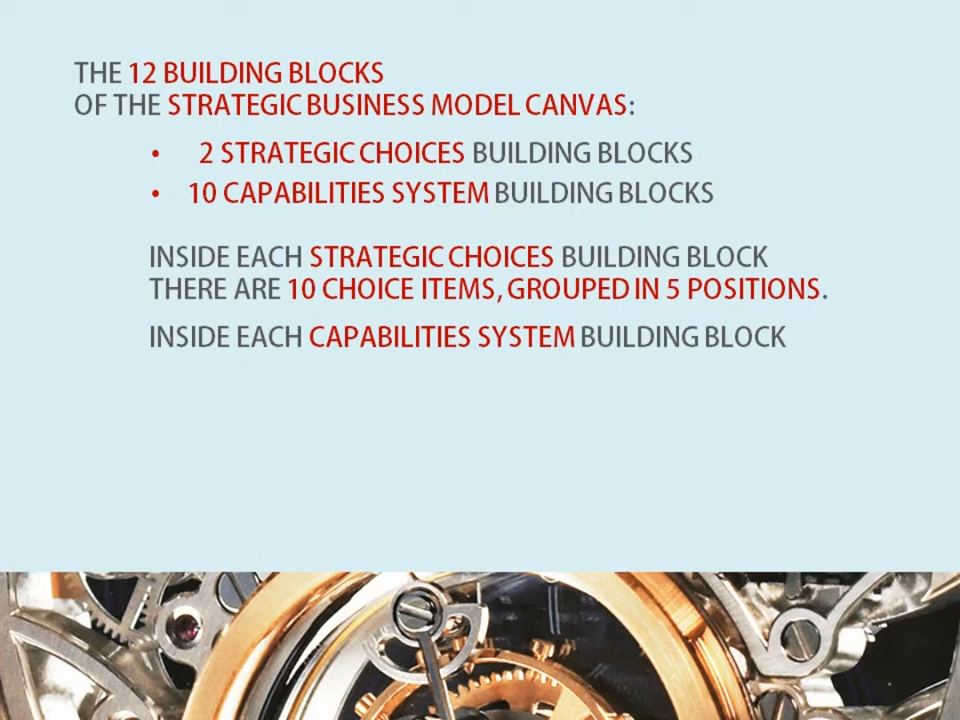 THE 12 BUILDING BLOCKS
OF THE STRATEGIC BUSINESS MODEL CANVAS:
• 2 STRATEGIC CHOICES BUILDING BLOCKS
• 10 CAPABILITIES SYSTEM BUILDING BLOCKS
INSIDE EACH STRATEGIC CHOICES BUILDING BLOCK
THERE ARE 10 CHOICE ITEMS, GROUPED IN 5 POSITIONS.
INSIDE EACH CAPABILITIES SYSTEM BUILDING BLOCK